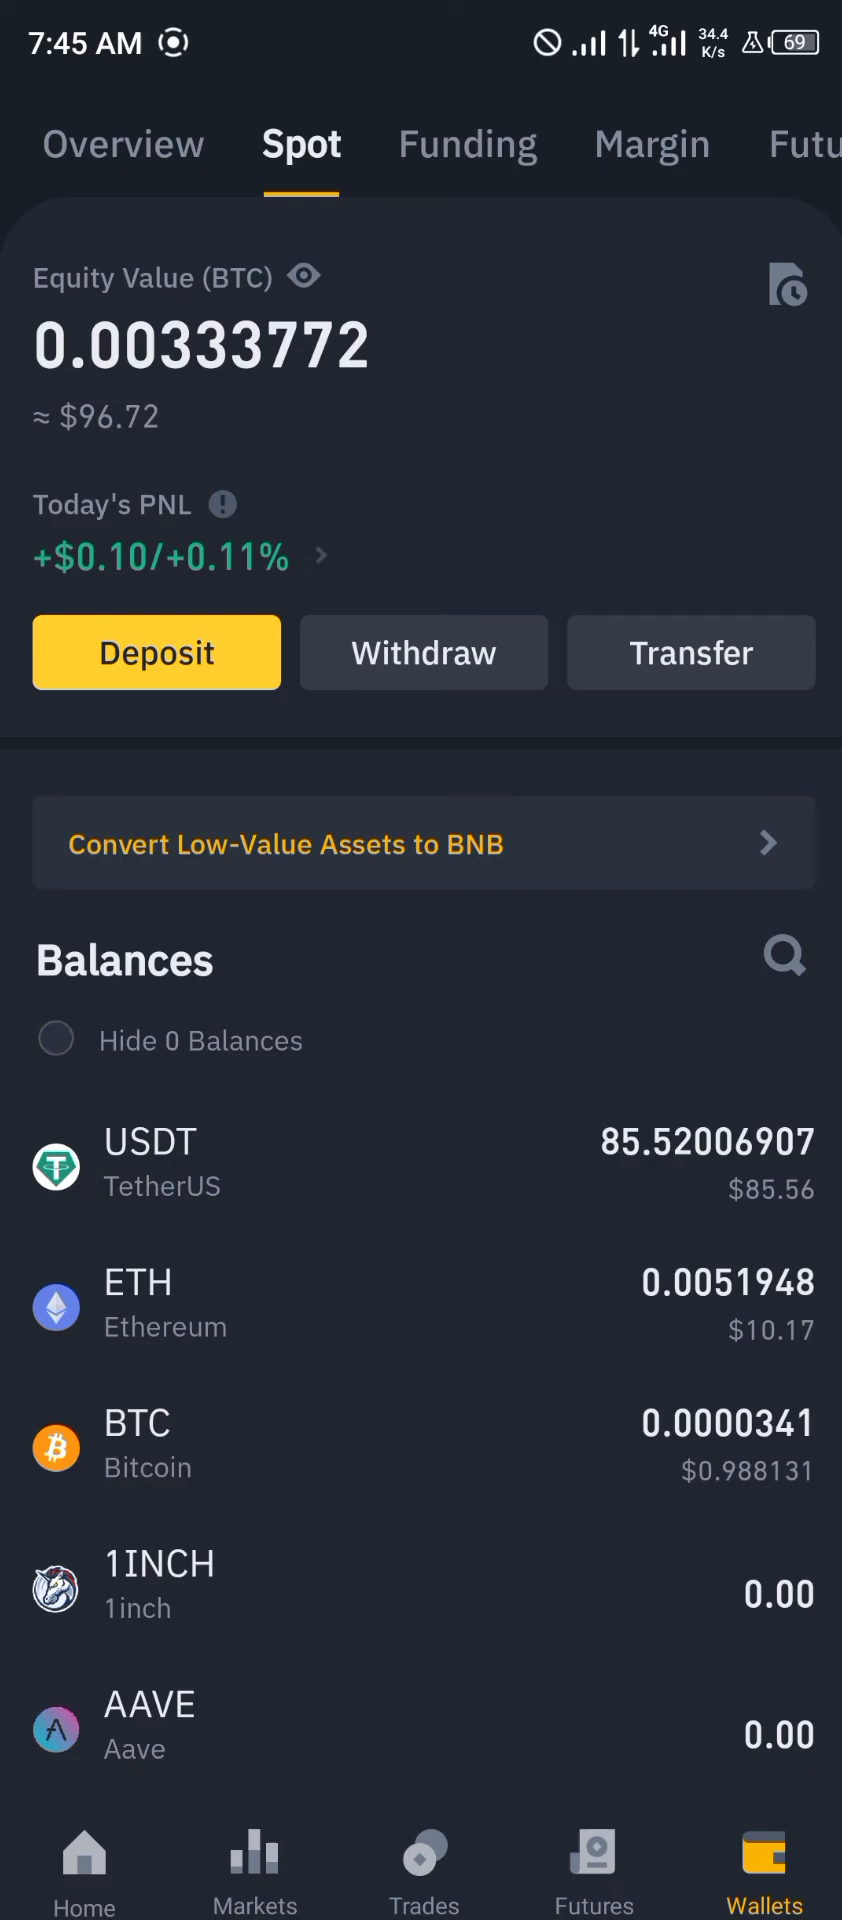 7:45 AM
4G
34.4
K/s
69
Overview Spot Funding Margin Futu
Equity Value (BTC)
0.00333772
≈ $96.72
Today's PNL
+$0.10/+0.11%
Deposit Withdraw Transfer
Convert Low-Value Assets to BNB
Balances
Hide 0 Balances
USDT 85.52006907
TetherUS $85.56
ETH 0.0051948
Ethereum $10.17
BTC 0.0000341
Bitcoin $0.988131
1INCH
1inch 0.00
AAVE
Aave 0.00
Home Markets Trades Futures Wallets